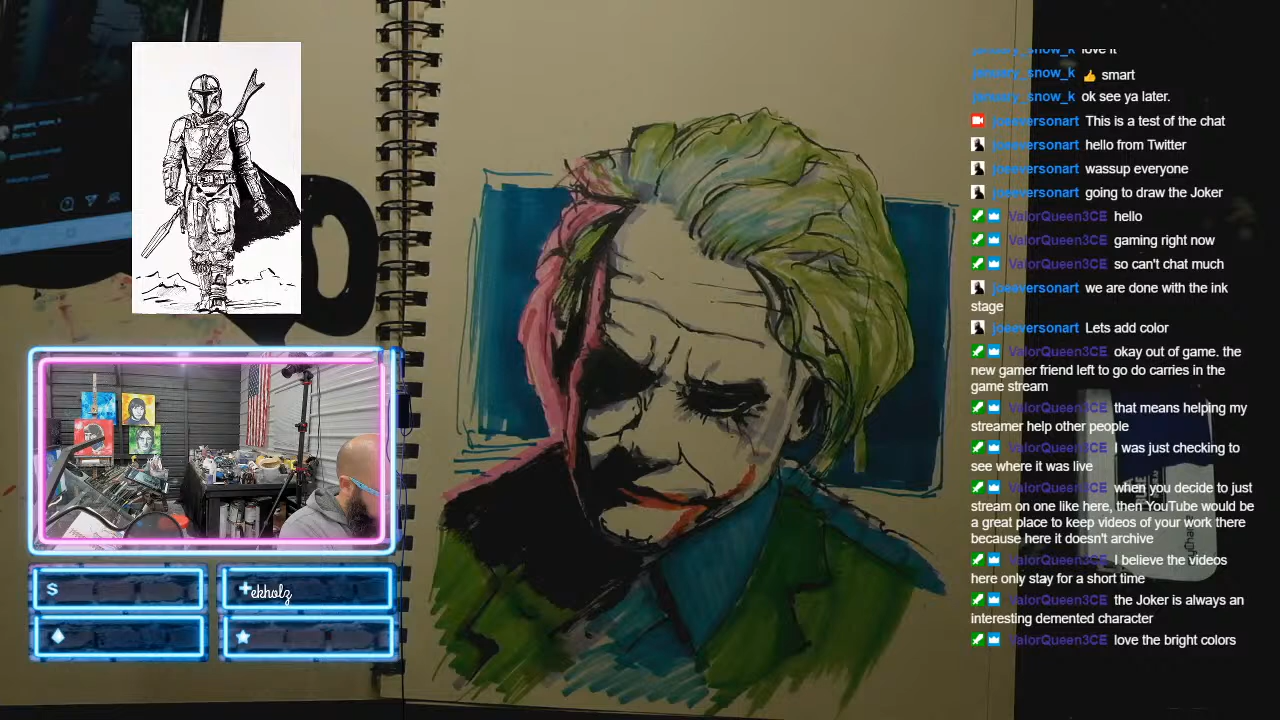 january_snow_k love it
january_snow_k 👍 smart
january_snow_k ok see ya later.
joeeversonart This is a test of the chat
joeeversonart hello from Twitter
joeeversonart wassup everyone
joeeversonart going to draw the Joker
ValorQueen3CE hello
ValorQueen3CE gaming right now
ValorQueen3CE so can't chat much
joeeversonart we are done with the ink
stage
joeeversonart Lets add color
ValorQueen3CE okay out of game. the
new gamer friend left to go do carries in the
game stream
ValorQueen3CE that means helping my
streamer help other people
ValorQueen3CE I was just checking to
see where it was live
ValorQueen3CE when you decide to just
stream on one like here, then YouTube would be
a great place to keep videos of your work there
because here it doesn't archive
ValorQueen3CE I believe the videos
here only stay for a short time
ValorQueen3CE the Joker is always an
interesting demented character
ValorQueen3CE love the bright colors
$
ekholz